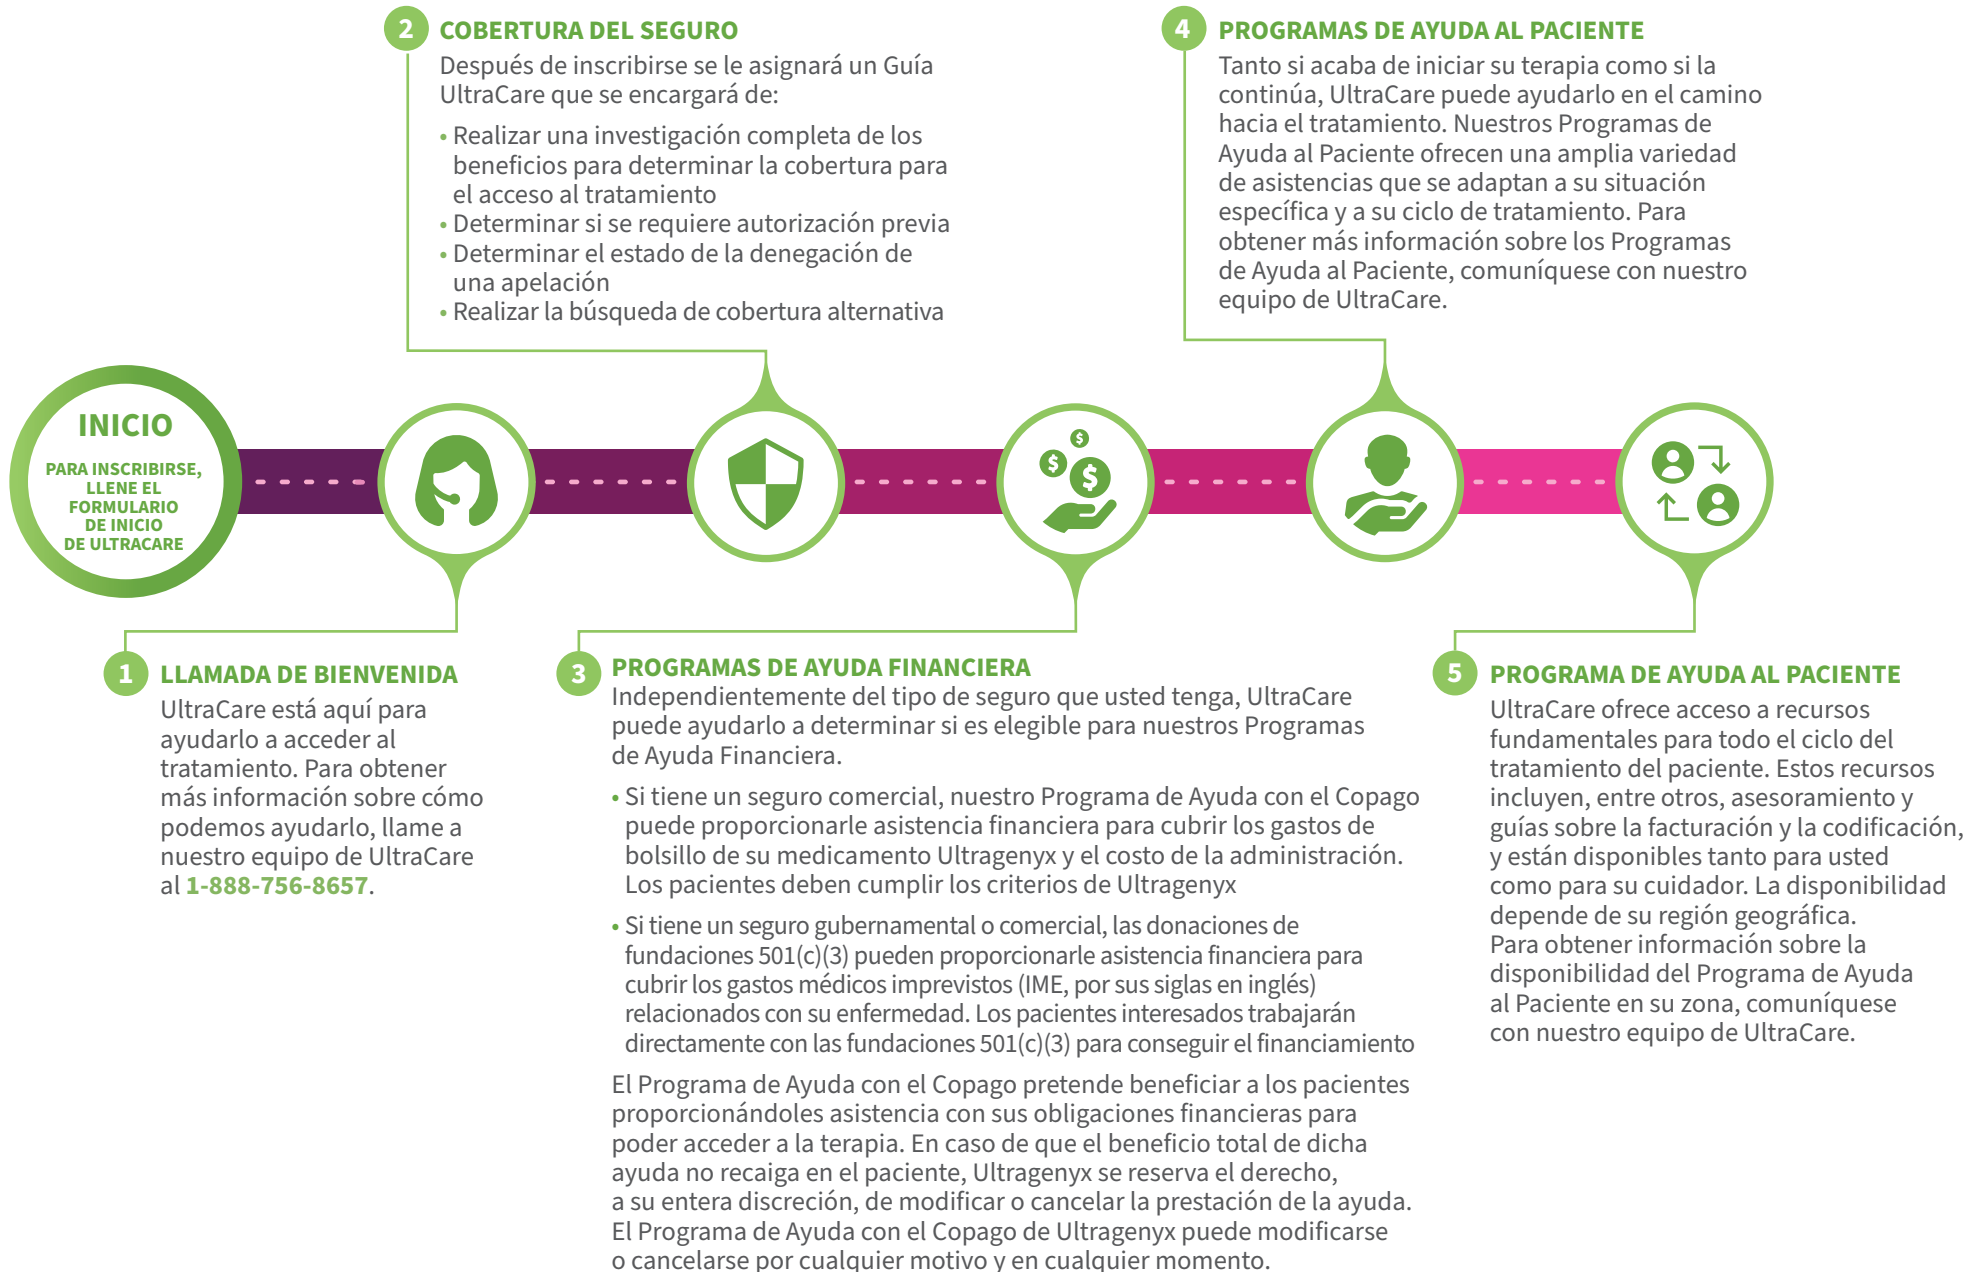 INICIO
PARA INSCRIBIRSE,
LLENE EL
FORMULARIO
DE INICIO
DE ULTRACARE
1
LLAMADA DE BIENVENIDA
UltraCare está aquí para
ayudarlo a acceder al
tratamiento. Para obtener
más información sobre cómo
podemos ayudarlo, llame a
nuestro equipo de UltraCare
al 1-888-756-8657.
2
COBERTURA DEL SEGURO
Después de inscribirse se le asignará un Guía
UltraCare que se encargará de:
• Realizar una investigación completa de los
beneficios para determinar la cobertura para
el acceso al tratamiento
• Determinar si se requiere autorización previa
• Determinar el estado de la denegación de
una apelación
• Realizar la búsqueda de cobertura alternativa
$
$
$
3
PROGRAMAS DE AYUDA FINANCIERA
Independientemente del tipo de seguro que usted tenga, UltraCare
puede ayudarlo a determinar si es elegible para nuestros Programas
de Ayuda Financiera.
• Si tiene un seguro comercial, nuestro Programa de Ayuda con el Copago
puede proporcionarle asistencia financiera para cubrir los gastos de
bolsillo de su medicamento Ultragenyx y el costo de la administración.
Los pacientes deben cumplir los criterios de Ultragenyx
• Si tiene un seguro gubernamental o comercial, las donaciones de
fundaciones 501(c)(3) pueden proporcionarle asistencia financiera para
cubrir los gastos médicos imprevistos (IME, por sus siglas en inglés)
relacionados con su enfermedad. Los pacientes interesados trabajarán
directamente con las fundaciones 501(c)(3) para conseguir el financiamiento
El Programa de Ayuda con el Copago pretende beneficiar a los pacientes
proporcionándoles asistencia con sus obligaciones financieras para
poder acceder a la terapia. En caso de que el beneficio total de dicha
ayuda no recaiga en el paciente, Ultragenyx se reserva el derecho,
a su entera discreción, de modificar o cancelar la prestación de la ayuda.
El Programa de Ayuda con el Copago de Ultragenyx puede modificarse
o cancelarse por cualquier motivo y en cualquier momento.
4
PROGRAMAS DE AYUDA AL PACIENTE
Tanto si acaba de iniciar su terapia como si la
continúa, UltraCare puede ayudarlo en el camino
hacia el tratamiento. Nuestros Programas de
Ayuda al Paciente ofrecen una amplia variedad
de asistencias que se adaptan a su situación
específica y a su ciclo de tratamiento. Para
obtener más información sobre los Programas
de Ayuda al Paciente, comuníquese con nuestro
equipo de UltraCare.
5
PROGRAMA DE AYUDA AL PACIENTE
UltraCare ofrece acceso a recursos
fundamentales para todo el ciclo del
tratamiento del paciente. Estos recursos
incluyen, entre otros, asesoramiento y
guías sobre la facturación y la codificación,
y están disponibles tanto para usted
como para su cuidador. La disponibilidad
depende de su región geográfica.
Para obtener información sobre la
disponibilidad del Programa de Ayuda
al Paciente en su zona, comuníquese
con nuestro equipo de UltraCare.